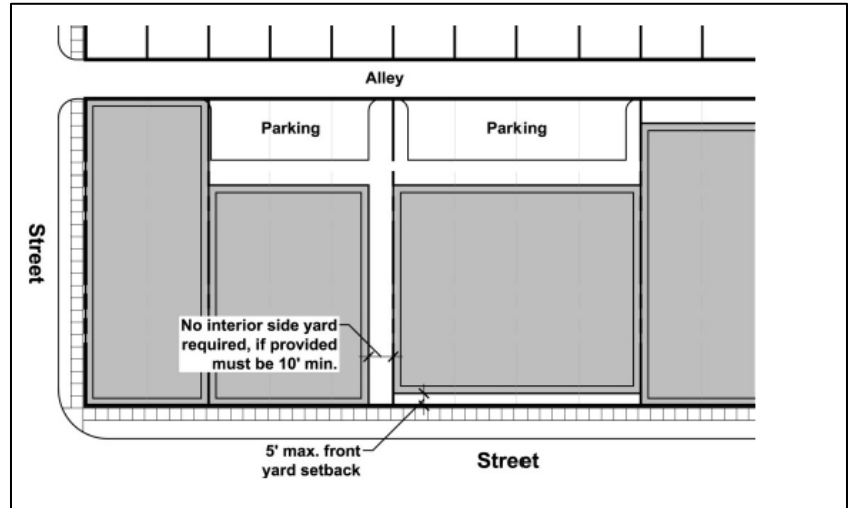 Alley
Parking
Parking
Street
No interior side yard
required, if provided
must be 10' min.
5' max. front
yard setback
Street